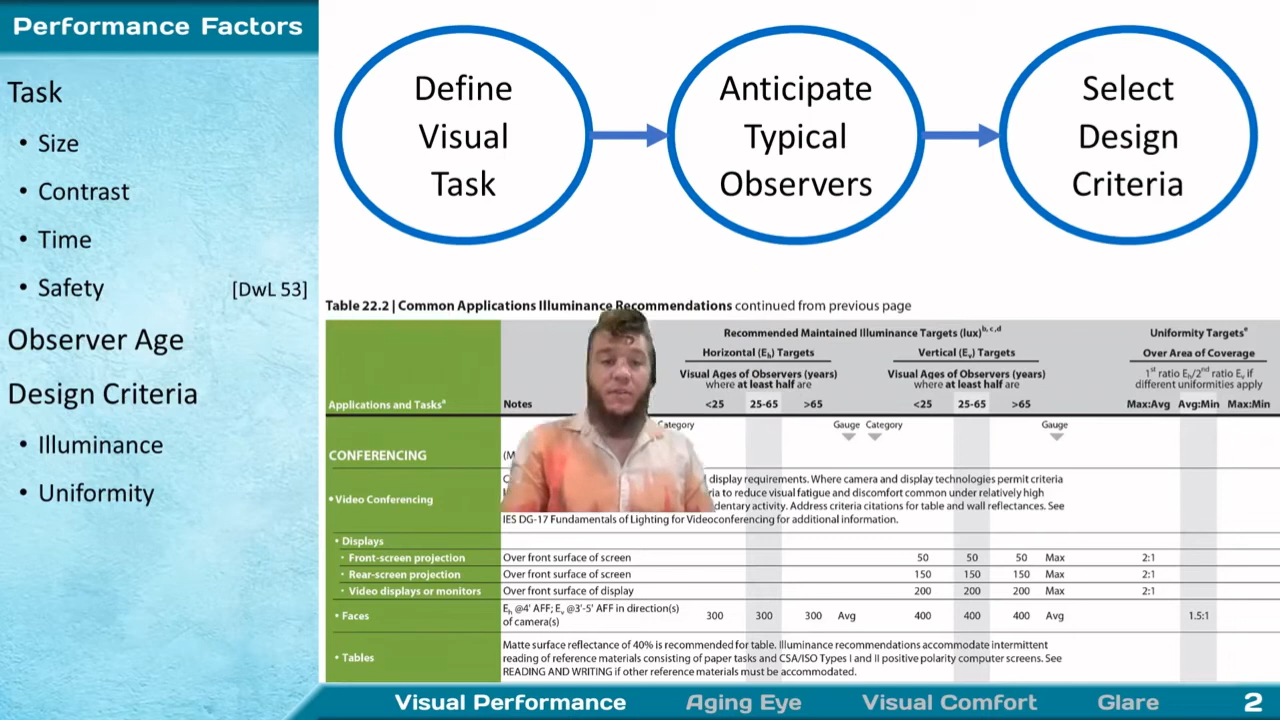 Performance Factors
Task
• Size
• Contrast
• Time
• Safety [DwL 53]
Observer Age
Design Criteria
• Illuminance
• Uniformity
Define
Visual
Task
Anticipate
Typical
Observers
Select
Design
Criteria
Table 22.2 | Common Applications Illuminance Recommendations continued from previous page
Recommended Maintained Illuminance Targets (lux)b,c,d
Uniformity Targetse
Horizontal (Eh) Targets
Vertical (Ev) Targets
Over Area of Coverage
Visual Ages of Observers (years)
where at least half are
Visual Ages of Observers (years)
where at least half are
1st ratio Eh/2nd ratio Ev if
different uniformities apply
Applications and Tasksa Notes <25 25-65 >65 <25 25-65 >65 Max:Avg Avg:Min Max:Min
Category Gauge Category Gauge
CONFERENCING
• Video Conferencing
display requirements. Where camera and display technologies permit criteria
to reduce visual fatigue and discomfort common under relatively high
activity. Address criteria citations for table and wall reflectances. See
IES DG-17 Fundamentals of Lighting for Videoconferencing for additional information.
• Displays
• Front-screen projection Over front surface of screen 50 50 50 Max 2:1
• Rear-screen projection Over front surface of screen 150 150 150 Max 2:1
• Video displays or monitors Over front surface of display 200 200 200 Max 2:1
• Faces Eh @4' AFF; Ev @3'-5' AFF in direction(s)
of camera(s) 300 300 300 Avg 400 400 400 Avg 1.5:1
• Tables
Matte surface reflectance of 40% is recommended for table. Illuminance recommendations accommodate intermittent
reading of reference materials consisting of paper tasks and CSA/ISO Types I and II positive polarity computer screens. See
READING AND WRITING if other reference materials must be accommodated.
Visual Performance Aging Eye Visual Comfort Glare 2